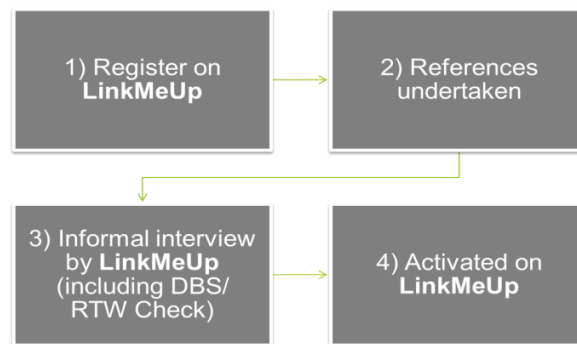 1) Register on
LinkMeUp
2) References
undertaken
3) Informal interview
by LinkMeUp
(including DBS/
RTW Check)
4) Activated on
LinkMeUp